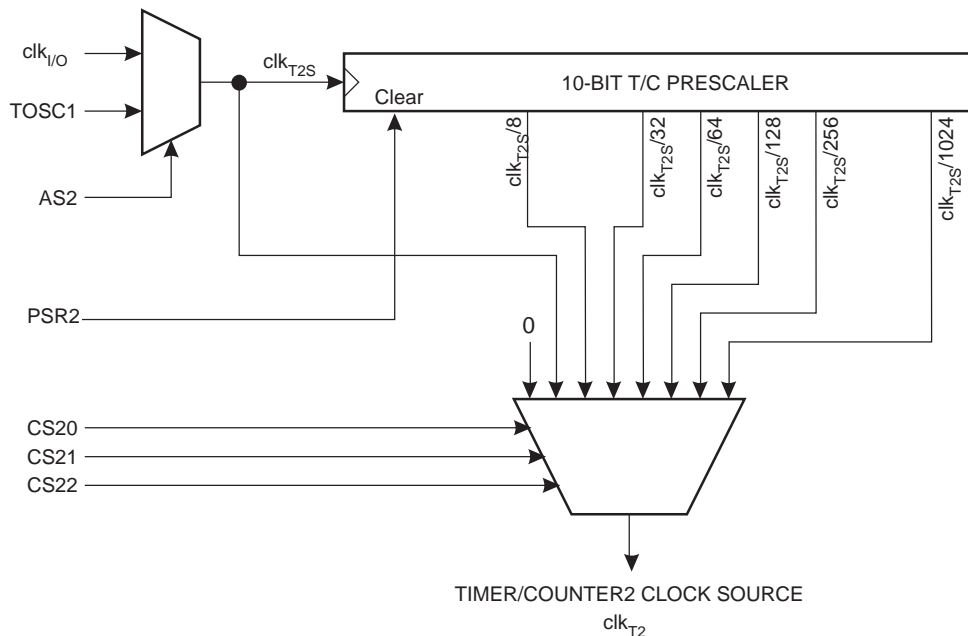 clkI/O
clkT2S
10-BIT T/C PRESCALER
TOSC1
Clear
clkT2S/8
clkT2S/32
clkT2S/64
clkT2S/128
clkT2S/256
clkT2S/1024
AS2
PSR2
0
CS20
CS21
CS22
TIMER/COUNTER2 CLOCK SOURCE
clkT2